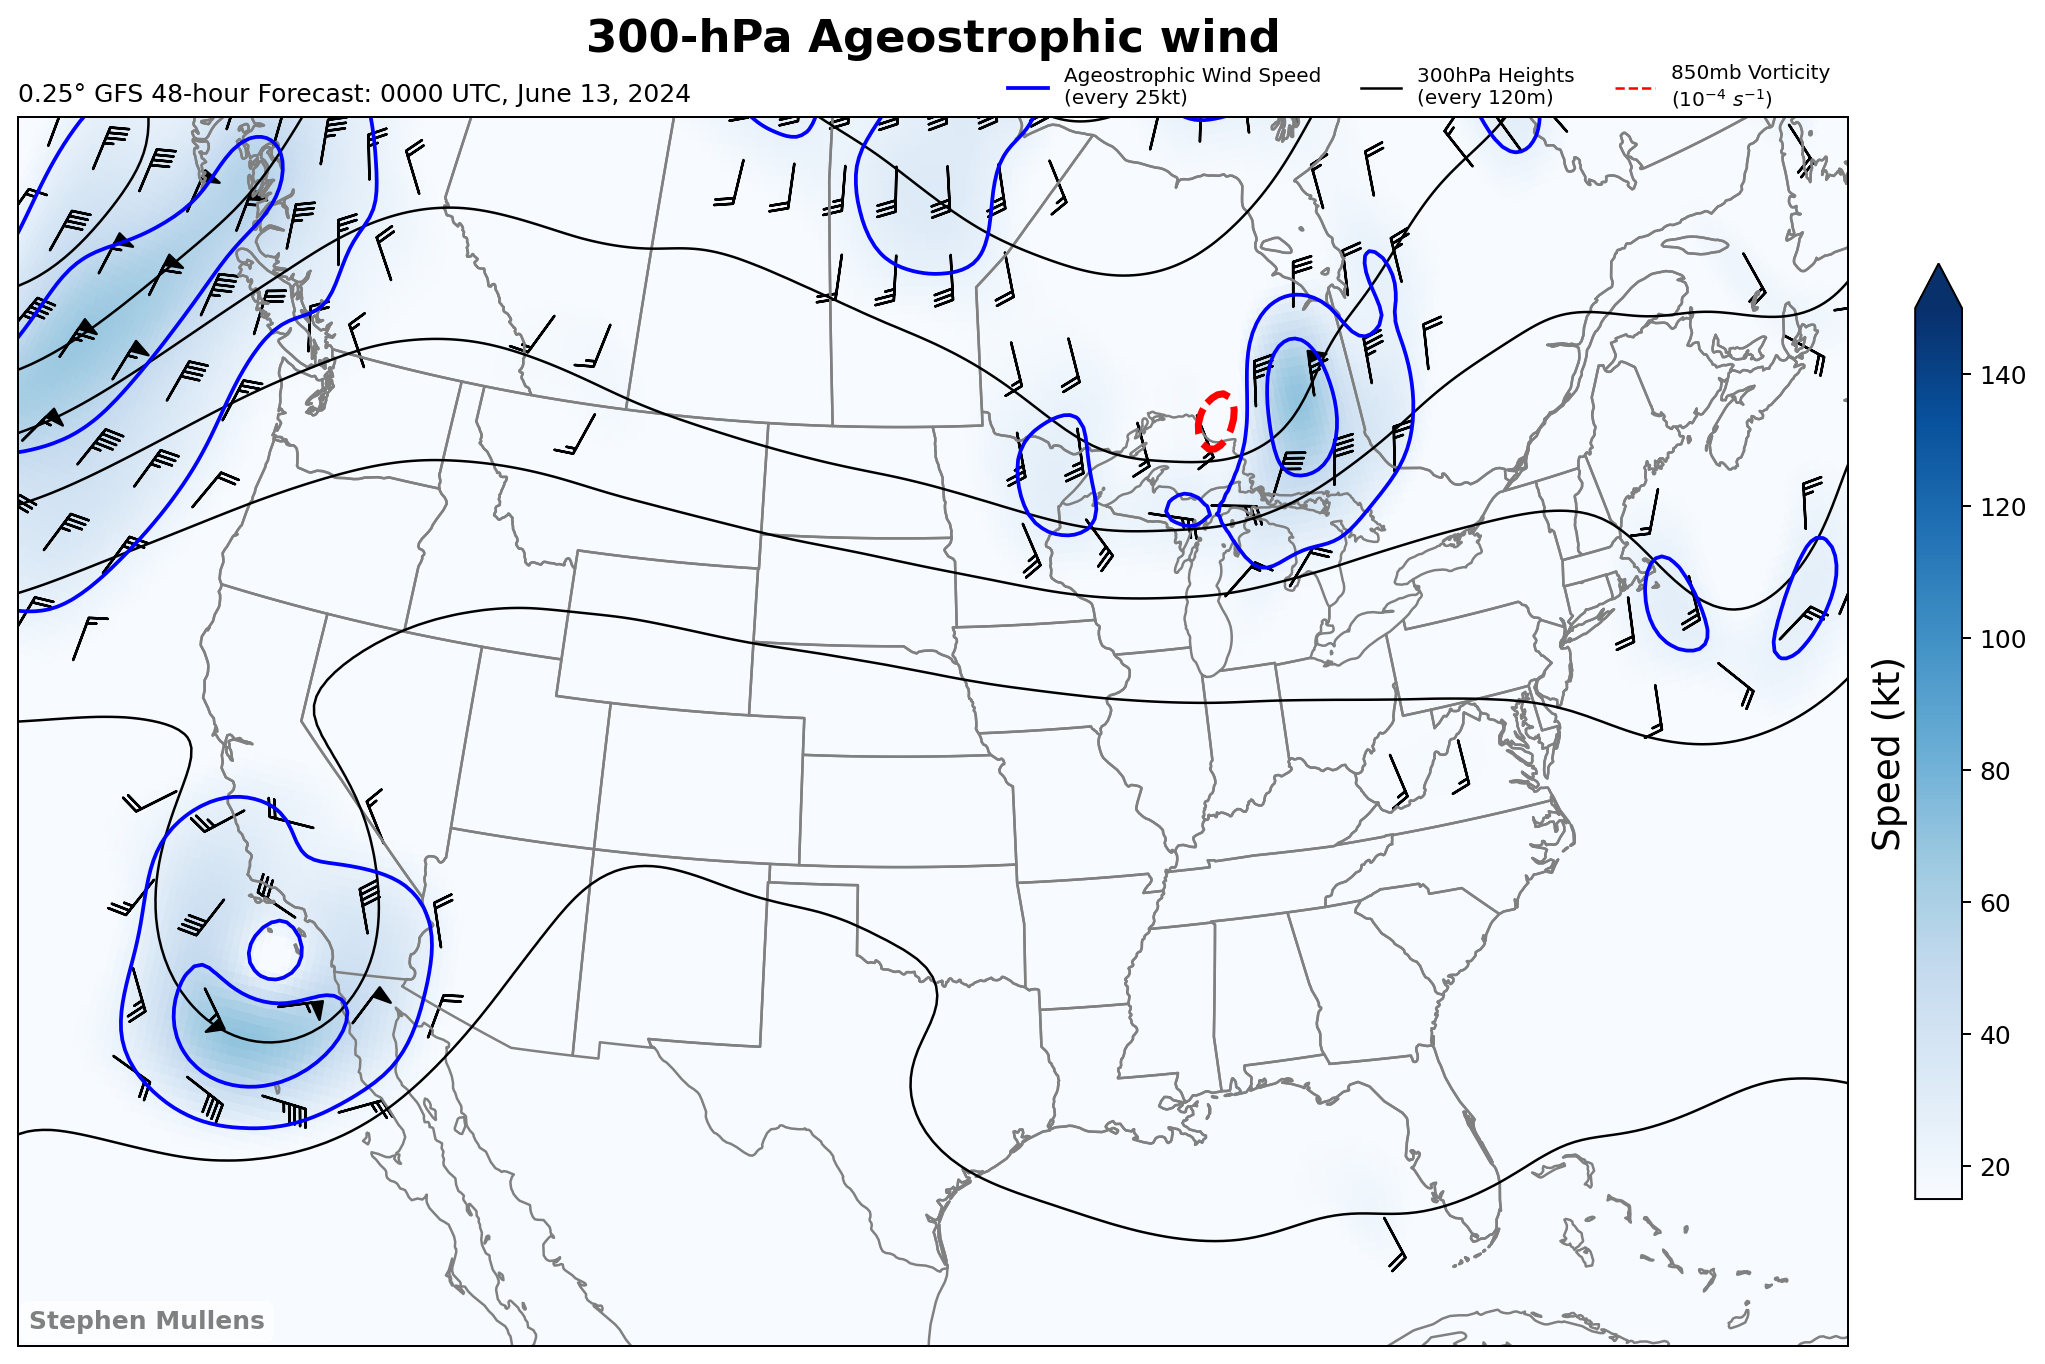 300-hPa Ageostrophic wind
0.25° GFS 48-hour Forecast: 0000 UTC, June 13, 2024
Ageostrophic Wind Speed
(every 25kt)
300hPa Heights
(every 120m)
850mb Vorticity
(10⁻⁴ s⁻¹)
140
120
100
80
60
40
20
Speed (kt)
Stephen Mullens